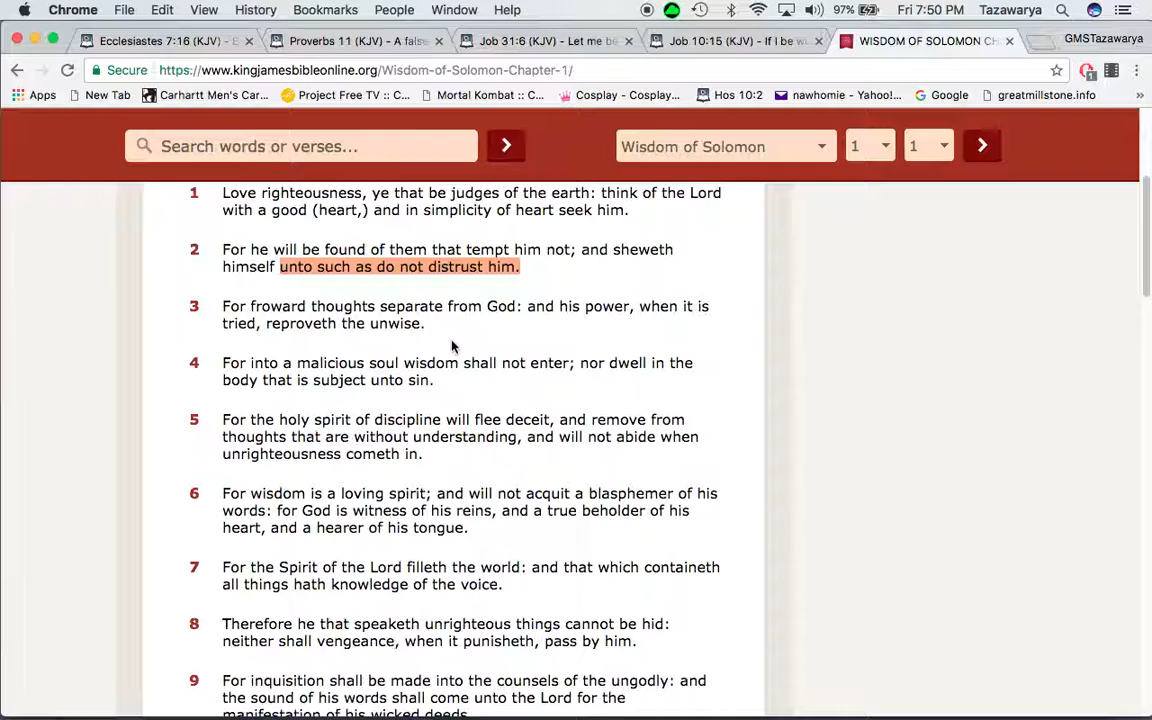 Chrome File Edit View History Bookmarks People Window Help 97% Fri 7:50 PM Tazawarya
Ecclesiastes 7:16 (KJV) - E
Proverbs 11 (KJV) - A false
Job 31:6 (KJV) - Let me be
Job 10:15 (KJV) - If I be w
WISDOM OF SOLOMON CH
GMSTazawarya
Secure https://www.kingjamesbibleonline.org/Wisdom-of-Solomon-Chapter-1/ 1
Apps New Tab Carhartt Men's Car... Project Free TV :: C... Mortal Kombat :: C... Cosplay - Cosplay... Hos 10:2 nawhomie - Yahoo!... Google greatmillstone.info »
Search words or verses... Wisdom of Solomon 1 1
1 Love righteousness, ye that be judges of the earth: think of the Lord
with a good (heart,) and in simplicity of heart seek him.
2 For he will be found of them that tempt him not; and sheweth
himself unto such as do not distrust him.
3 For froward thoughts separate from God: and his power, when it is
tried, reproveth the unwise.
4 For into a malicious soul wisdom shall not enter; nor dwell in the
body that is subject unto sin.
5 For the holy spirit of discipline will flee deceit, and remove from
thoughts that are without understanding, and will not abide when
unrighteousness cometh in.
6 For wisdom is a loving spirit; and will not acquit a blasphemer of his
words: for God is witness of his reins, and a true beholder of his
heart, and a hearer of his tongue.
7 For the Spirit of the Lord filleth the world: and that which containeth
all things hath knowledge of the voice.
8 Therefore he that speaketh unrighteous things cannot be hid:
neither shall vengeance, when it punisheth, pass by him.
9 For inquisition shall be made into the counsels of the ungodly: and
the sound of his words shall come unto the Lord for the
manifestation of his wicked deeds.